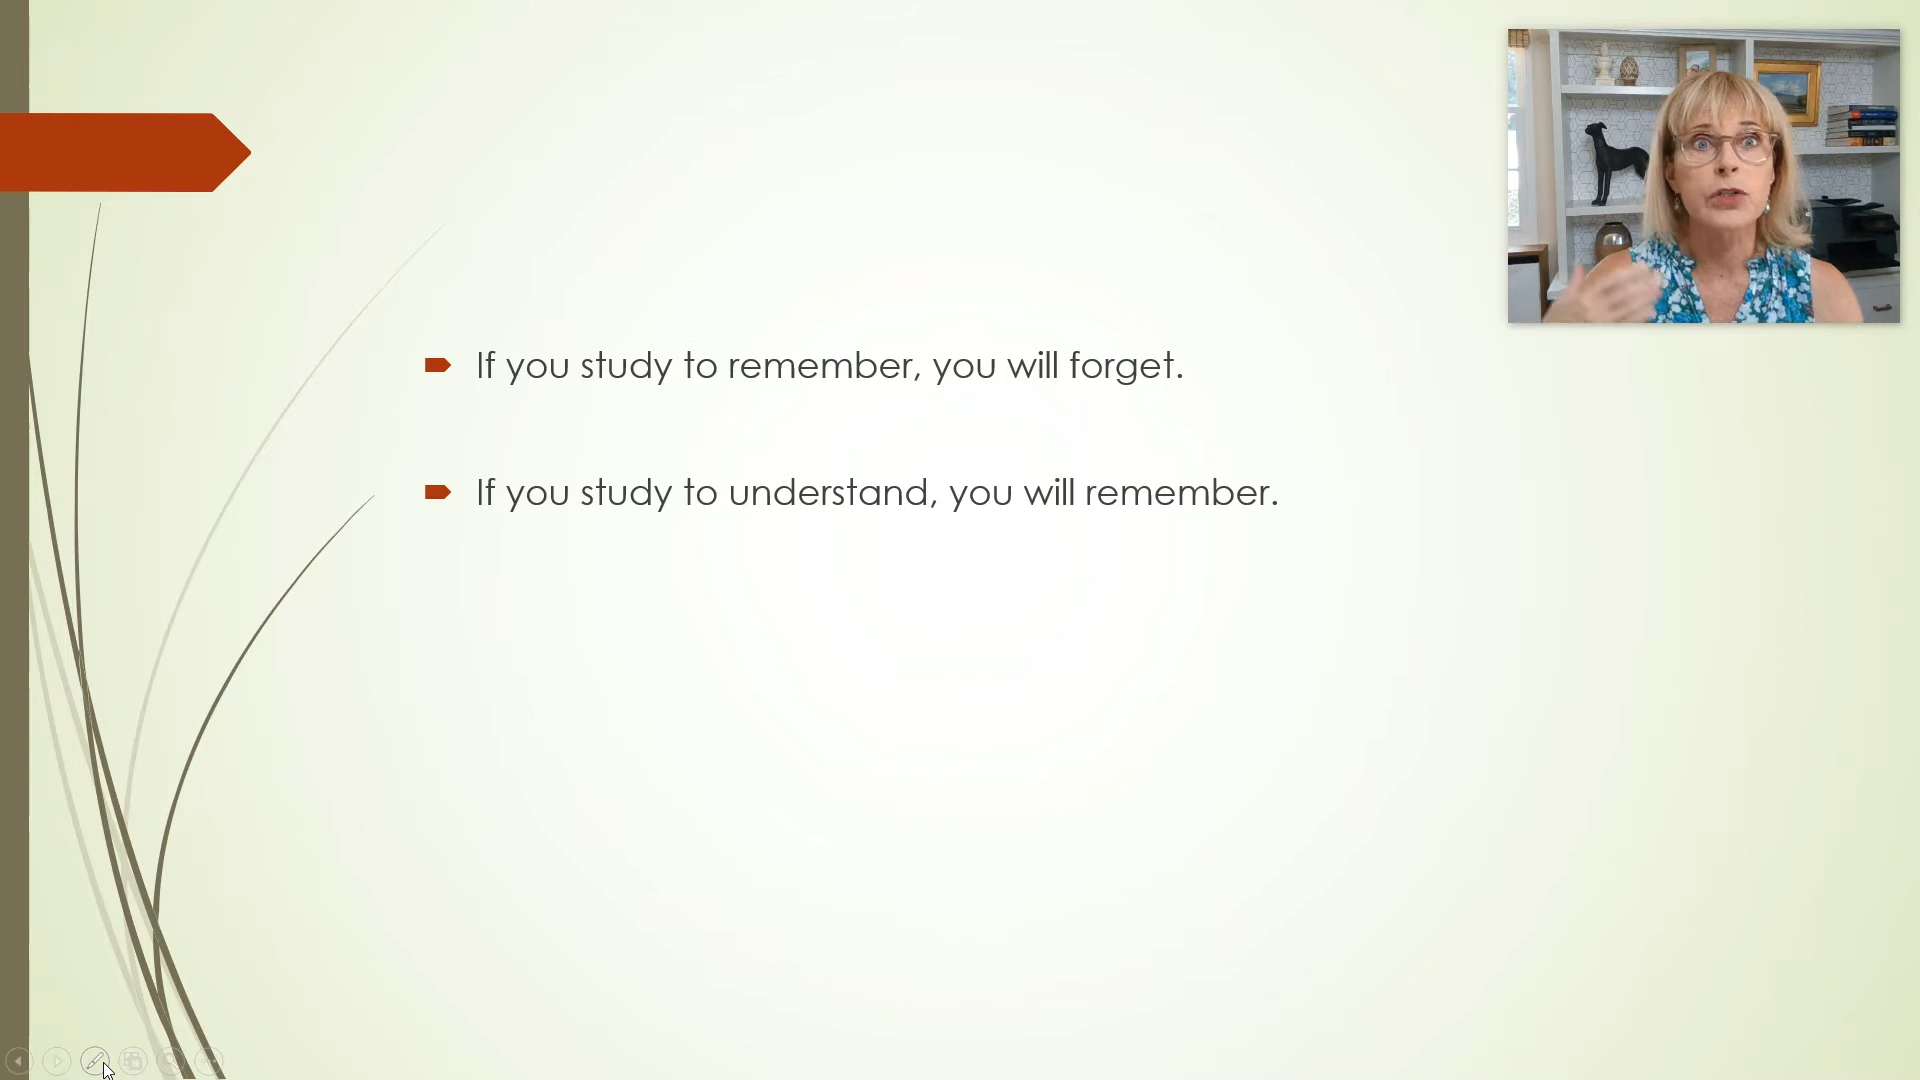 If you study to remember, you will forget.
If you study to understand, you will remember.